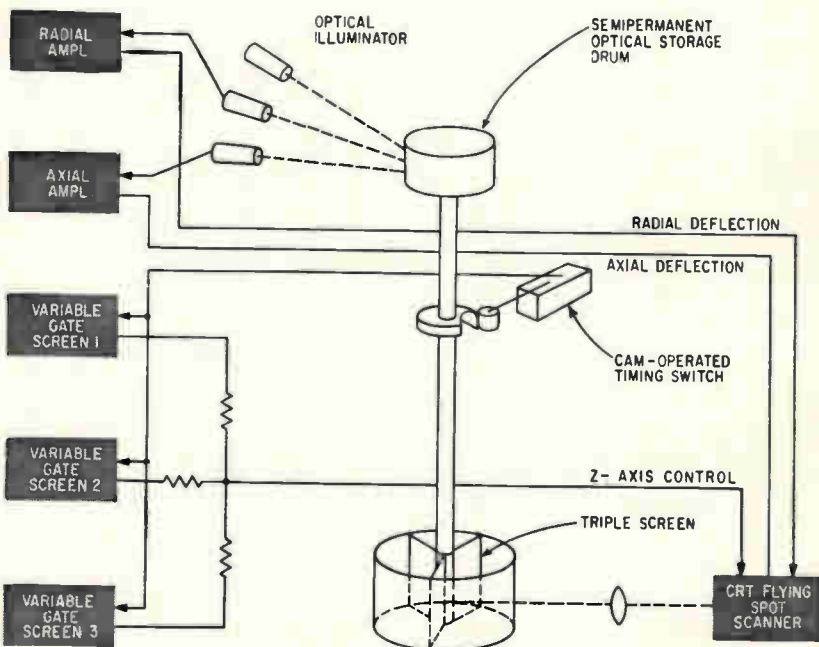 RADIAL
AMPL
OPTICAL
ILLUMINATOR
SEMIPERMANENT
OPTICAL STORAGE
DRUM
AXIAL
AMPL
RADIAL DEFLECTION
AXIAL DEFLECTION
VARIABLE
GATE
SCREEN 1
CAM-OPERATED
TIMING SWITCH
VARIABLE
GATE
SCREEN 2
Z- AXIS CONTROL
TRIPLE SCREEN
VARIABLE
GATE
SCREEN 3
CRT FLYING
SPOT
SCANNER